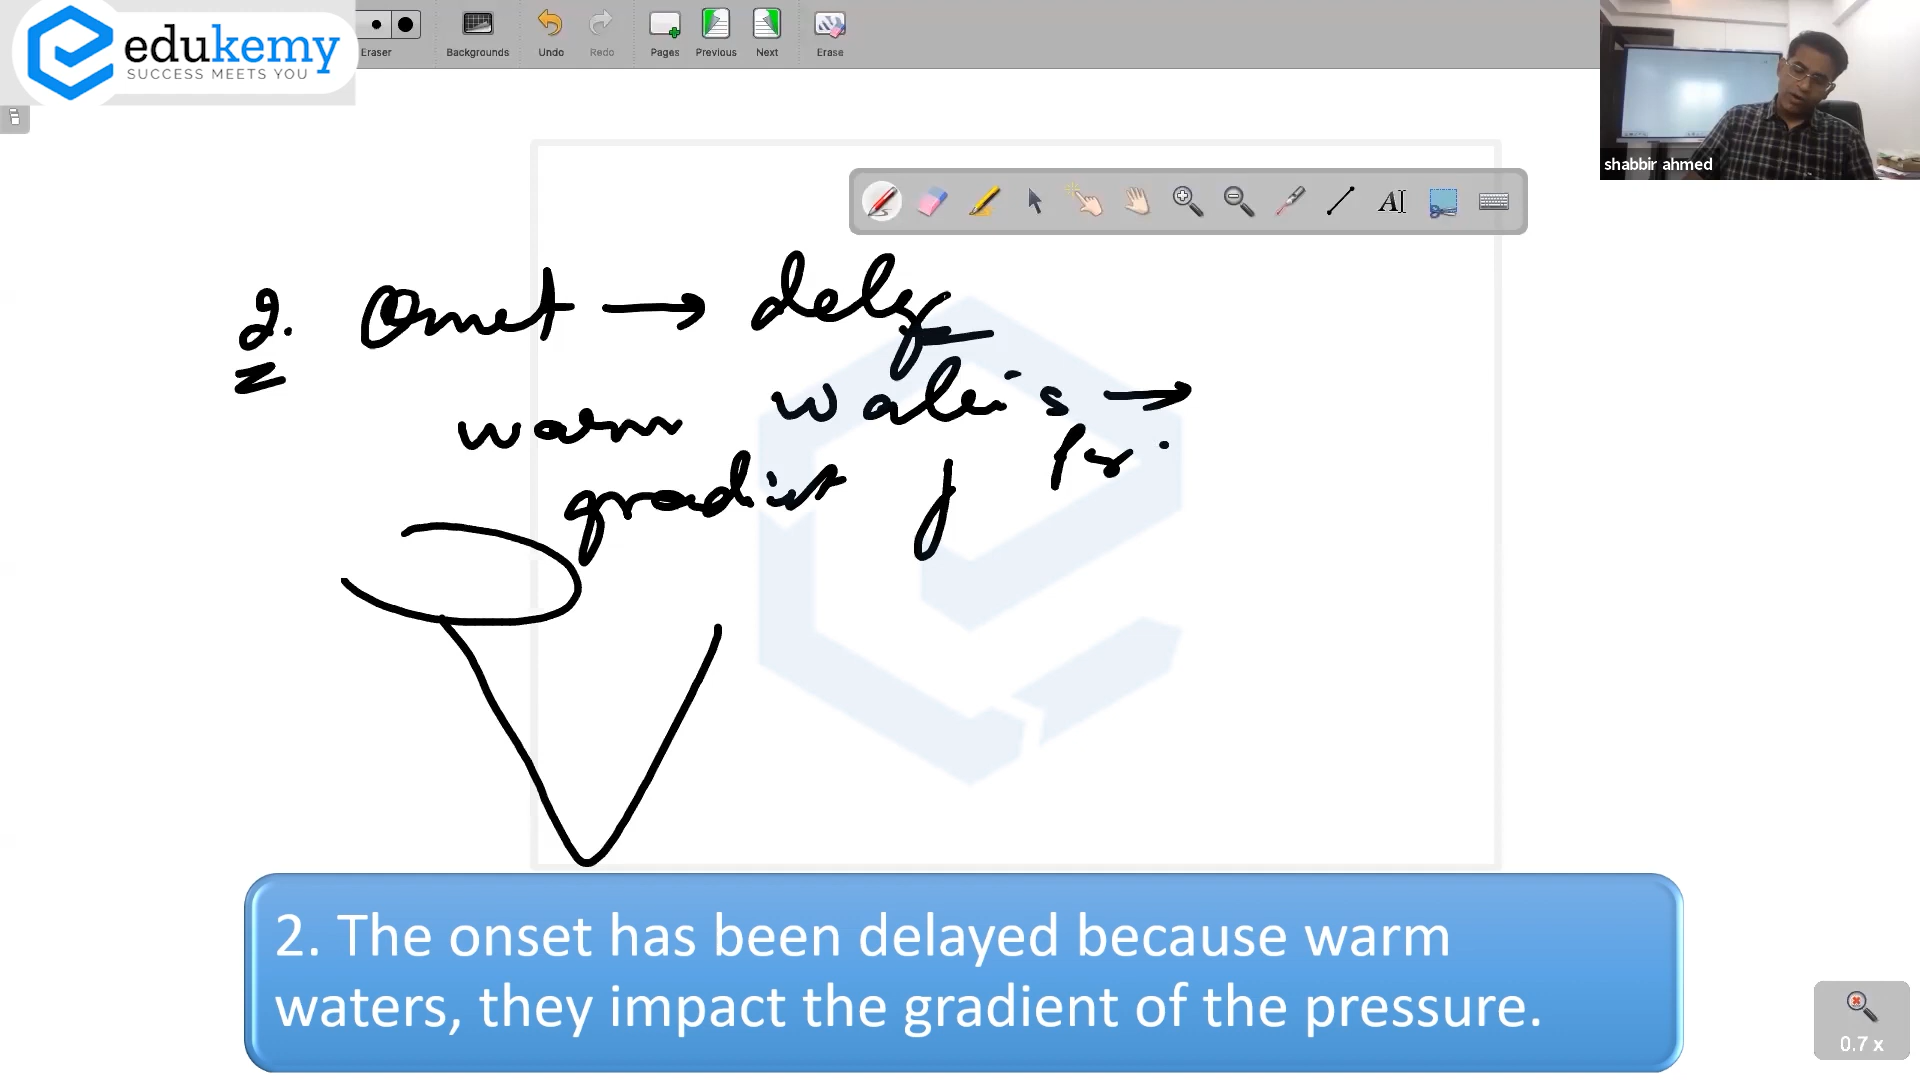 edukemy
SUCCESS MEETS YOU
Eraser
Backgrounds
Undo
Redo
Pages
Previous
Next
Erase
shabbir ahmed
A
2. Onset → delay
warm waters →
gradient of Pr.
2. The onset has been delayed because warm
waters, they impact the gradient of the pressure.
0.7 x